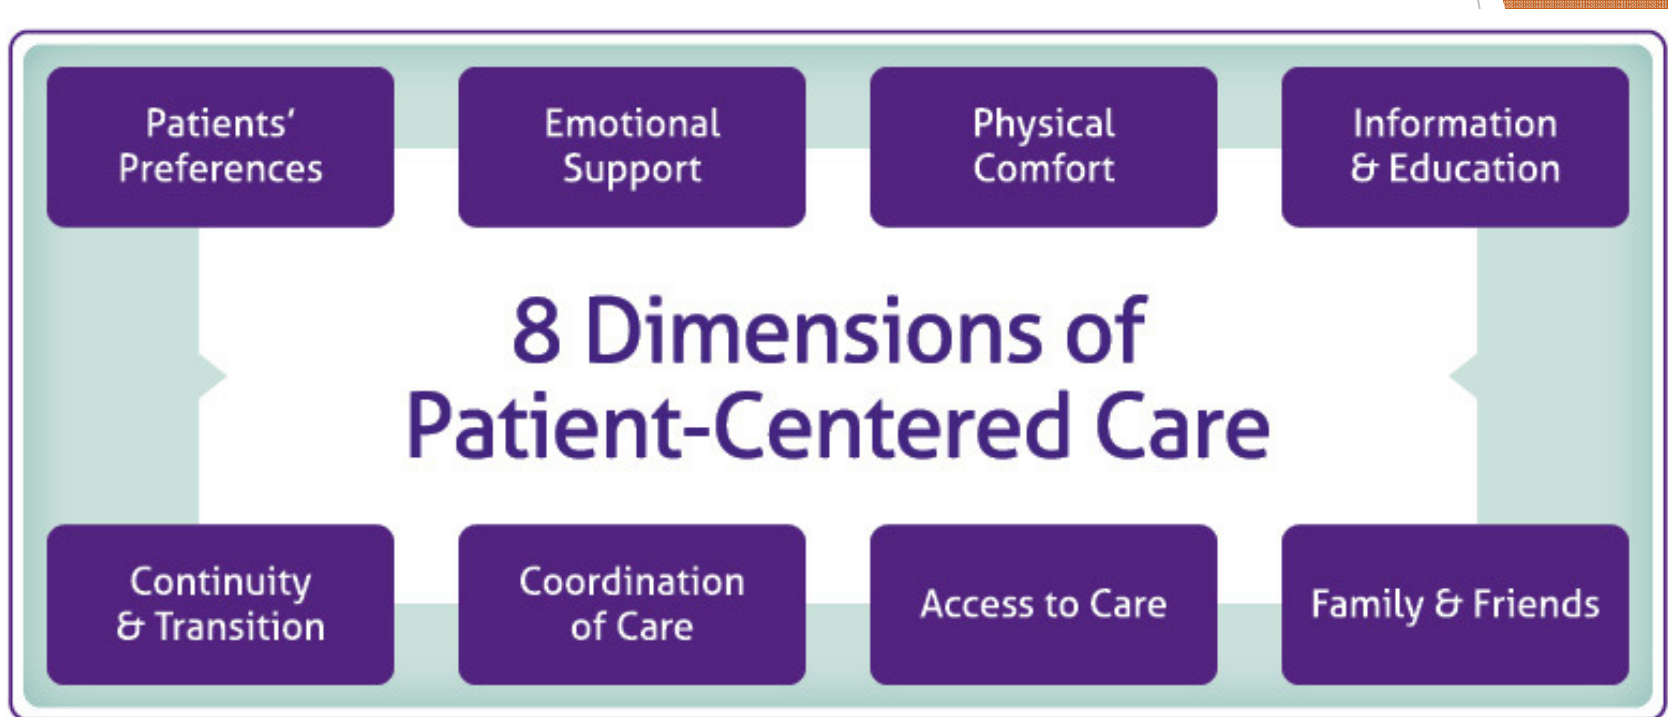 Patients’
Preferences
Emotional
Support
Physical
Comfort
Information
& Education
8 Dimensions of
Patient-Centered Care
Continuity
& Transition
Coordination
of Care
Access to Care
Family & Friends